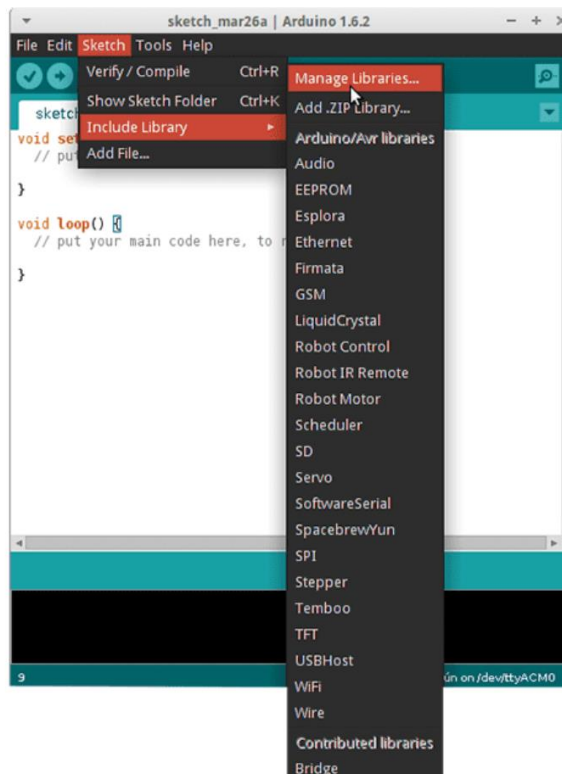 sketch_mar26a | Arduino 1.6.2
File Edit Sketch Tools Help
Verify / Compile Ctrl+R
Show Sketch Folder Ctrl+K
Include Library
Add File...
Manage Libraries...
Add .ZIP Library...
Arduino/Avr libraries
Audio
EEPROM
Esplora
Ethernet
Firmata
GSM
LiquidCrystal
Robot Control
Robot IR Remote
Robot Motor
Scheduler
SD
Servo
SoftwareSerial
SpacebrewYun
SPI
Stepper
Temboo
TFT
USBHost
WiFi
Wire
Contributed libraries
Bridge
sketch
void set
// put
}
void loop() {
// put your main code here, to r
}
9
ún on /dev/ttyACM0